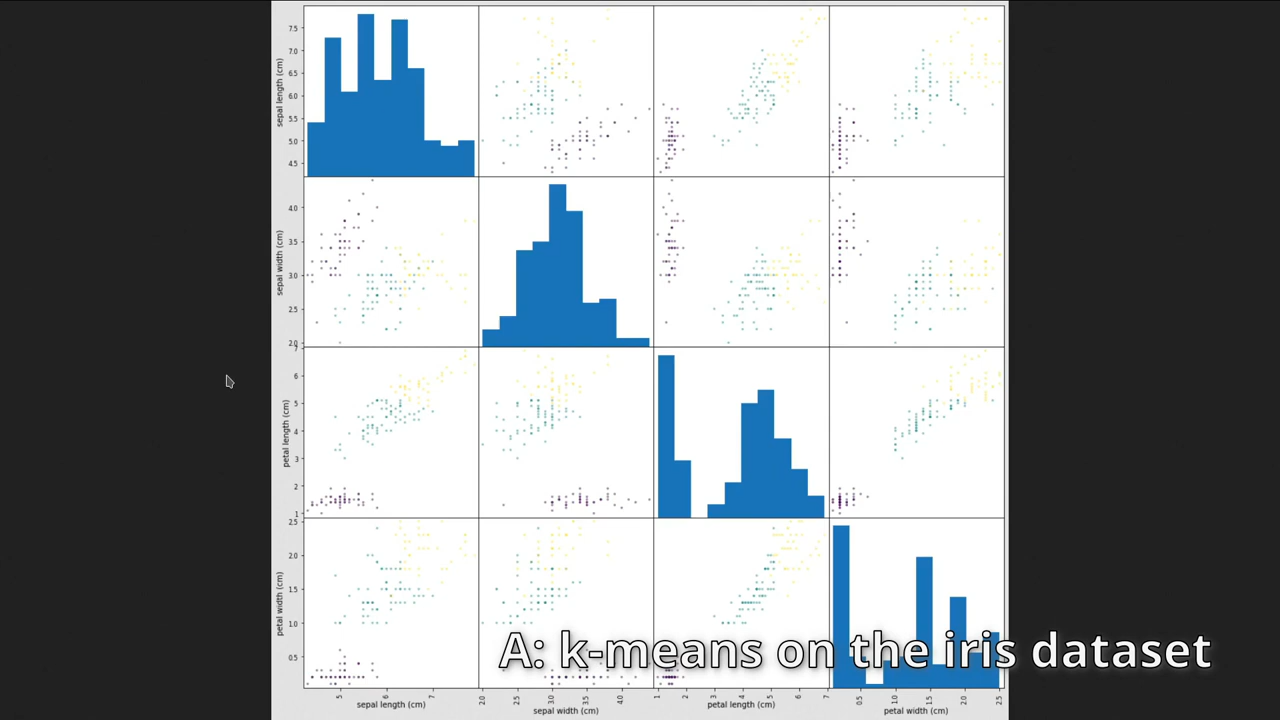 sepal length (cm)
7.5
7.0
6.5
6.0
5.5
5.0
4.5
sepal width (cm)
4.0
3.5
3.0
2.5
2.0
petal length (cm)
7
6
5
4
3
2
1
petal width (cm)
2.5
2.0
1.5
1.0
0.5
A: k-means on the iris dataset
5 6 7
2.0 2.5 3.0 3.5 4.0
1 2 3 4 5 6 7
0.5 1.0 1.5 2.0 2.5
sepal length (cm)
sepal width (cm)
petal length (cm)
petal width (cm)